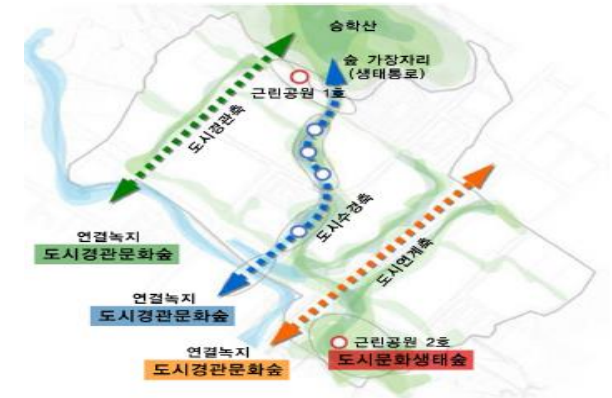 승학산
숲 가장자리
(생태통로)
근린공원 1호
도시경관축
도시수경축
도시연계축
연결녹지
도시경관문화숲
연결녹지
도시경관문화숲
근린공원 2호
연결녹지
도시문화생태숲
도시경관문화숲